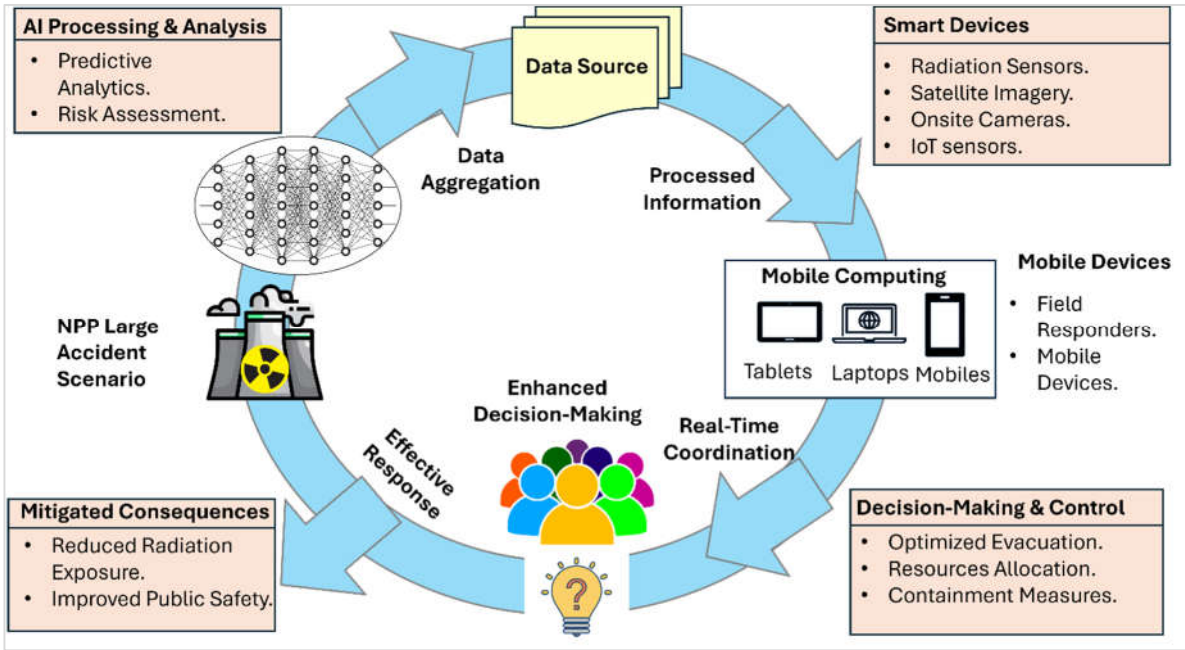 AI Processing & Analysis
• Predictive
Analytics.
• Risk Assessment.
Data Source
Smart Devices
• Radiation Sensors.
• Satellite Imagery.
• Onsite Cameras.
• IoT sensors.
Data
Aggregation
Processed
Information
Mobile Computing
Tablets
Laptops
Mobiles
Mobile Devices
• Field
Responders.
• Mobile
Devices.
NPP Large
Accident
Scenario
Enhanced
Decision-Making
Real-Time
Coordination
Effective
Response
?
Mitigated Consequences
• Reduced Radiation
Exposure.
• Improved Public Safety.
Decision-Making & Control
• Optimized Evacuation.
• Resources Allocation.
• Containment Measures.